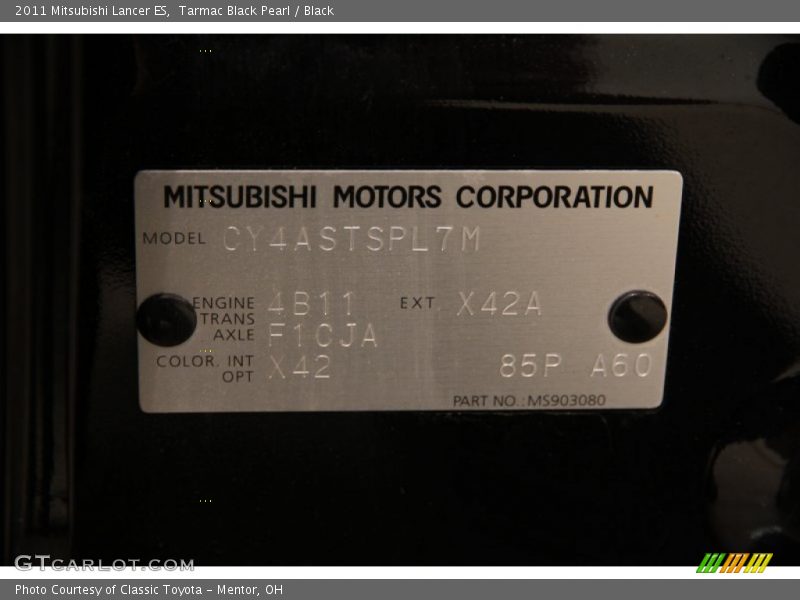 2011 Mitsubishi Lancer ES, Tarmac Black Pearl / Black
MITSUBISHI MOTORS CORPORATION
MODEL CY4ASTSPL7M
ENGINE 4B11 EXT X42A
TRANS AXLE F1CJA
COLOR. INT OPT X42 85P A60
PART NO.: MS903080
GTCARLOT.COM
Photo Courtesy of Classic Toyota - Mentor, OH